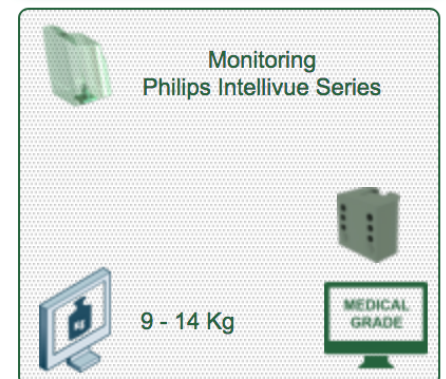 Monitoring
Philips Intellivue Series
9 - 14 Kg
MEDICAL
GRADE